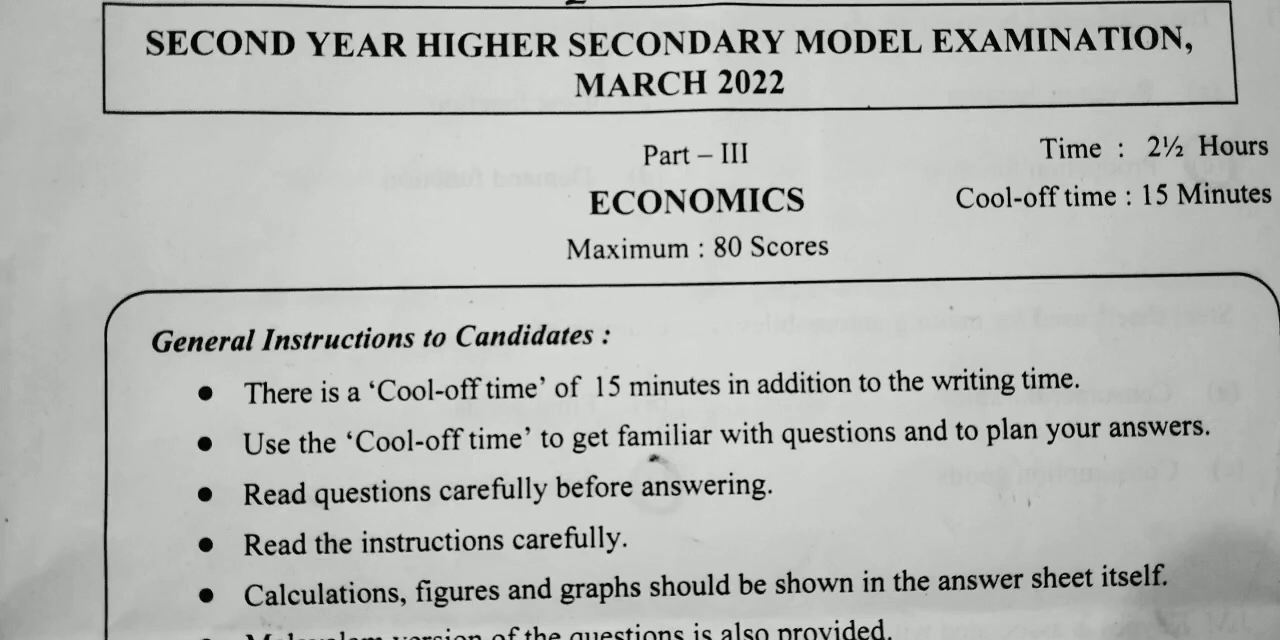 SECOND YEAR HIGHER SECONDARY MODEL EXAMINATION,
MARCH 2022
Part – III
Time : 2½ Hours
ECONOMICS
Cool-off time : 15 Minutes
Maximum : 80 Scores
General Instructions to Candidates :
● There is a ‘Cool-off time’ of 15 minutes in addition to the writing time.
● Use the ‘Cool-off time’ to get familiar with questions and to plan your answers.
● Read questions carefully before answering.
● Read the instructions carefully.
● Calculations, figures and graphs should be shown in the answer sheet itself.
● Malayalam version of the questions is also provided.